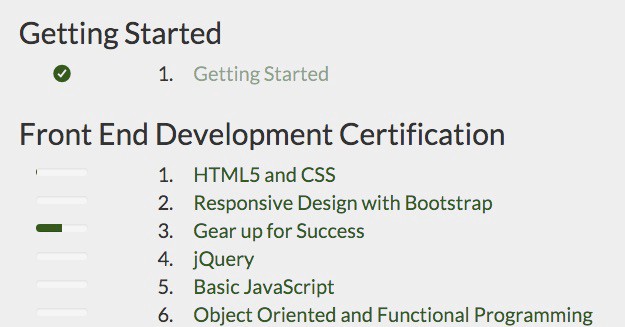 Getting Started
1. Getting Started
Front End Development Certification
1. HTML5 and CSS
2. Responsive Design with Bootstrap
3. Gear up for Success
4. jQuery
5. Basic JavaScript
6. Object Oriented and Functional Programming